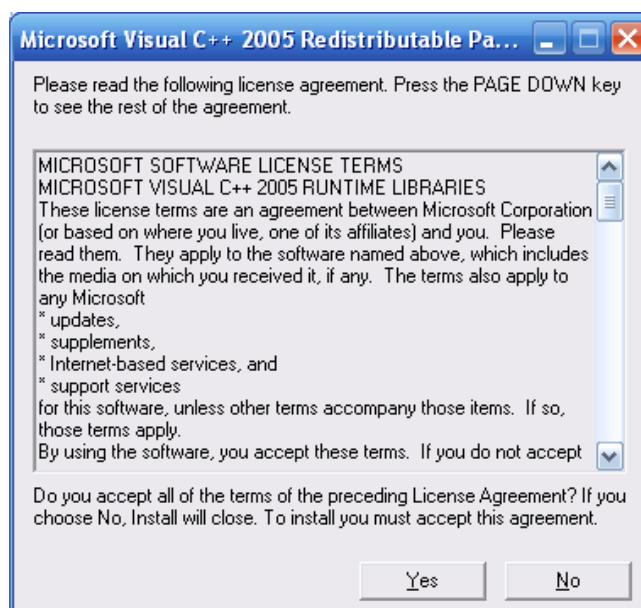 Microsoft Visual C++ 2005 Redistributable Pa...
Please read the following license agreement. Press the PAGE DOWN key
to see the rest of the agreement.
MICROSOFT SOFTWARE LICENSE TERMS
MICROSOFT VISUAL C++ 2005 RUNTIME LIBRARIES
These license terms are an agreement between Microsoft Corporation
(or based on where you live, one of its affiliates) and you. Please
read them. They apply to the software named above, which includes
the media on which you received it, if any. The terms also apply to
any Microsoft
* updates,
* supplements,
* Internet-based services, and
* support services
for this software, unless other terms accompany those items. If so,
those terms apply.
By using the software, you accept these terms. If you do not accept
Do you accept all of the terms of the preceding License Agreement? If you
choose No, Install will close. To install you must accept this agreement.
Yes
No